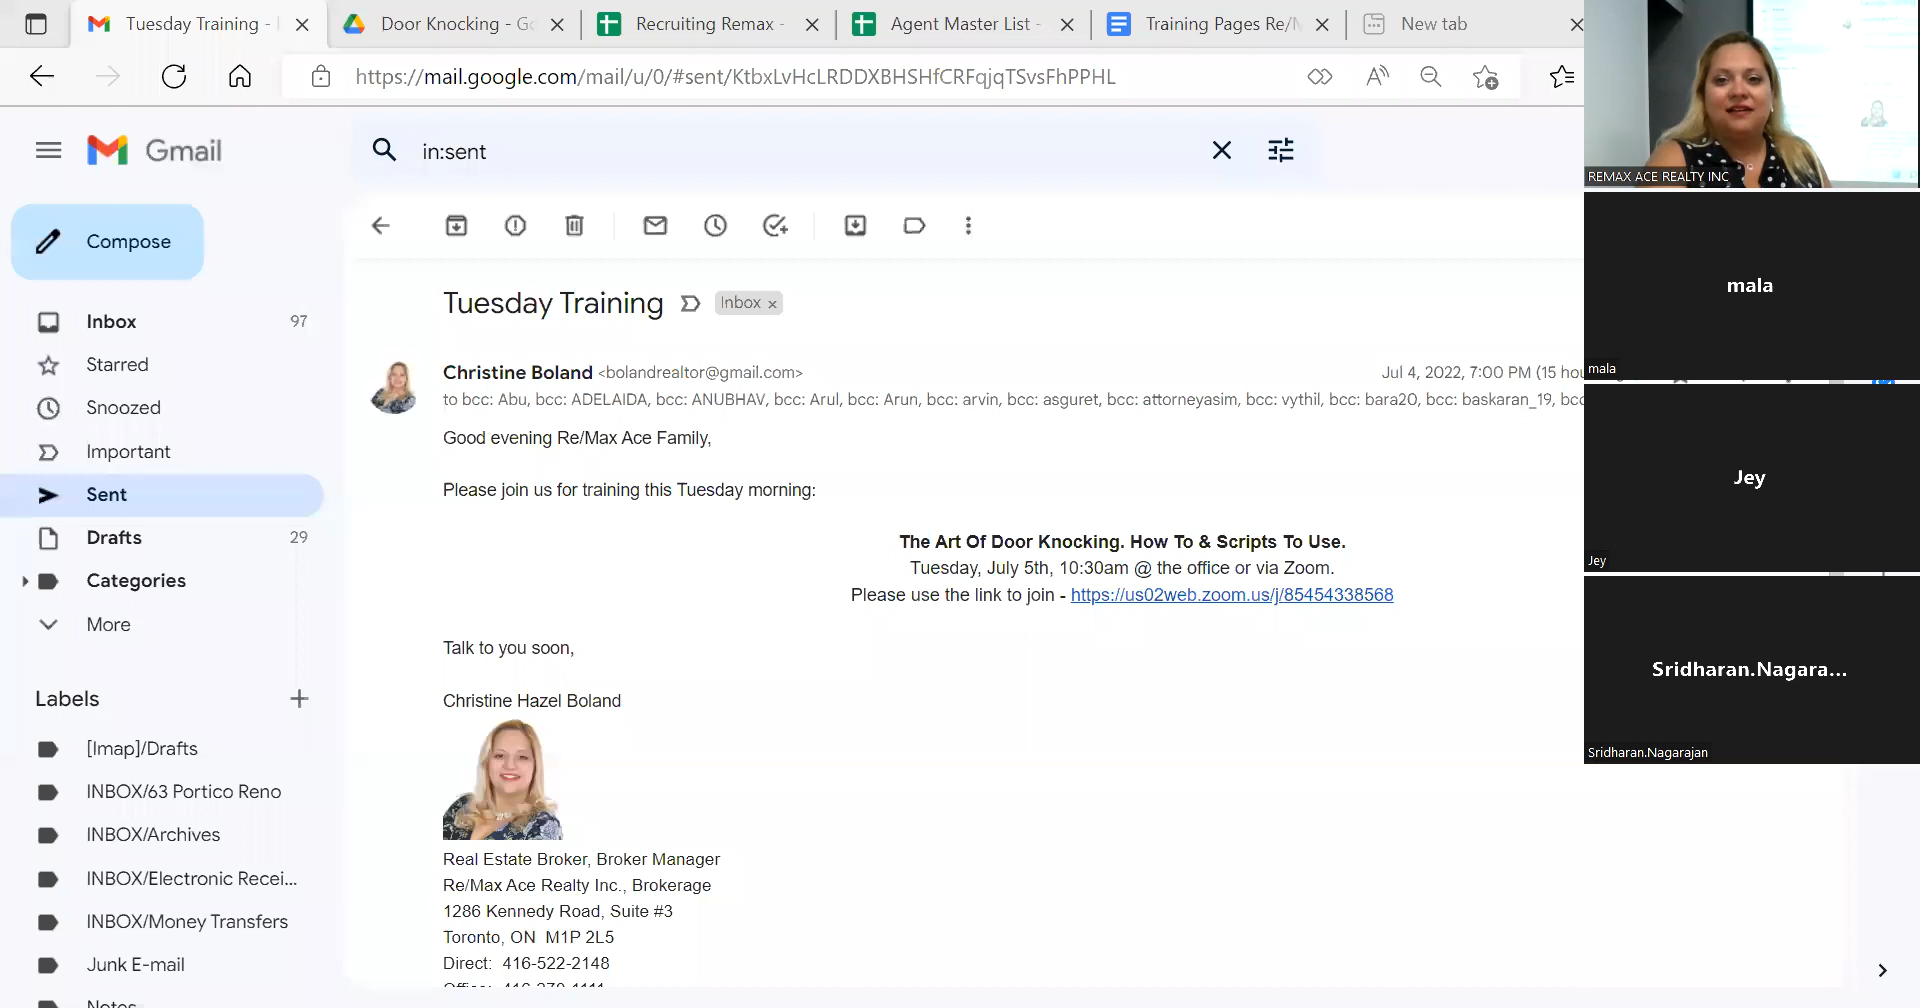 Tuesday Training -
Door Knocking - Go
Recruiting Remax -
Agent Master List -
Training Pages Re/M
New tab
https://mail.google.com/mail/u/0/#sent/KtbxLvHcLRDDXBHSHfCRFqjqTSvsFhPPHL
Gmail
in:sent
Compose
Inbox 97
Starred
Snoozed
Important
Sent
Drafts 29
Categories
More
Labels
[Imap]/Drafts
INBOX/63 Portico Reno
INBOX/Archives
INBOX/Electronic Recei...
INBOX/Money Transfers
Junk E-mail
Notes
Tuesday Training
Inbox x
Christine Boland <bolandrealtor@gmail.com>
Jul 4, 2022, 7:00 PM (15 hou
to bcc: Abu, bcc: ADELAIDA, bcc: ANUBHAV, bcc: Arul, bcc: Arun, bcc: arvin, bcc: asguret, bcc: attorneyasim, bcc: vythil, bcc: bara20, bcc: baskaran_19, bcc
Good evening Re/Max Ace Family,
Please join us for training this Tuesday morning:
The Art Of Door Knocking. How To & Scripts To Use.
Tuesday, July 5th, 10:30am @ the office or via Zoom.
Please use the link to join - https://us02web.zoom.us/j/85454338568
Talk to you soon,
Christine Hazel Boland
Real Estate Broker, Broker Manager
Re/Max Ace Realty Inc., Brokerage
1286 Kennedy Road, Suite #3
Toronto, ON  M1P 2L5
Direct:  416-522-2148
REMAX ACE REALTY INC
mala
mala
Jey
Jey
Sridharan.Nagara...
Sridharan.Nagarajan